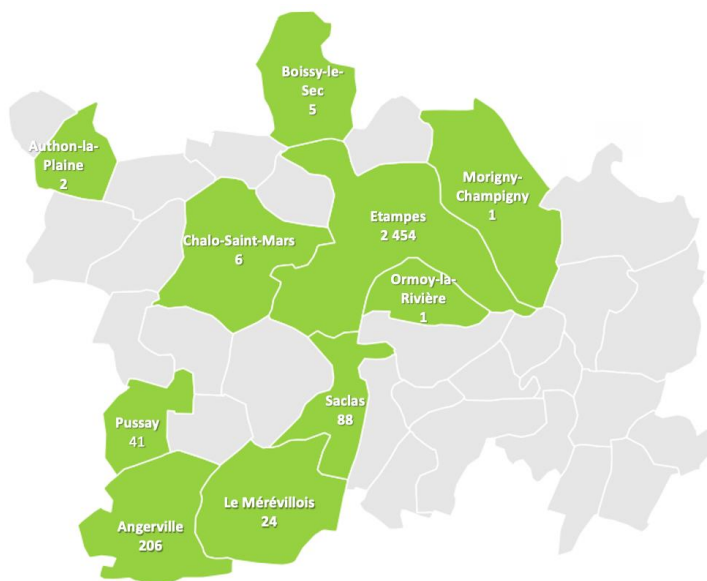 Boissy-le-
Sec
5
Authon-la-
Plaine
2
Morigny-
Champigny
1
Etampes
2 454
Chalo-Saint-Mars
6
Ormoy-la-
Rivière
1
Saclas
88
Pussay
41
Le Mérévillois
24
Angerville
206